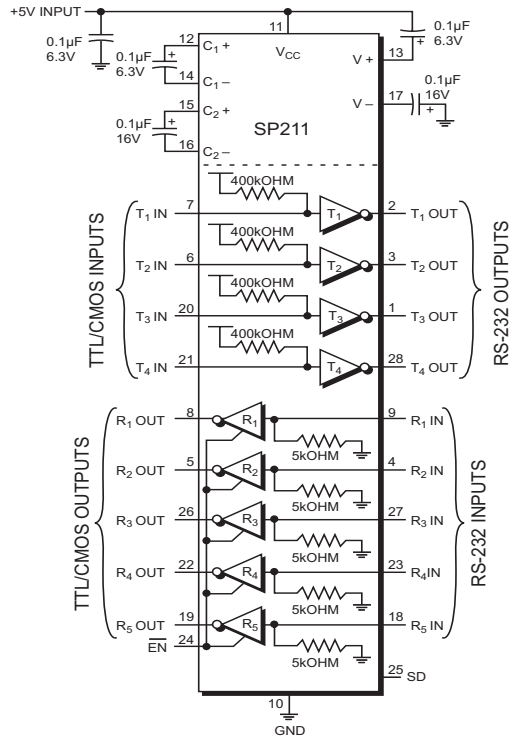 +5V INPUT
11
VCC
0.1µF
6.3V
0.1µF
6.3V
12
C1+
V+
13
0.1µF
6.3V
14
C1–
15
C2+
V–
17
0.1µF
16V
0.1µF
16V
16
C2–
SP211
400kOHM
T1 IN
7
T1
2
T1 OUT
400kOHM
T2 IN
6
T2
3
T2 OUT
400kOHM
T3 IN
20
T3
1
T3 OUT
400kOHM
T4 IN
21
T4
28
T4 OUT
TTL/CMOS INPUTS
RS-232 OUTPUTS
R1 OUT
8
R1
9
R1 IN
5kOHM
R2 OUT
5
R2
4
R2 IN
5kOHM
R3 OUT
26
R3
27
R3 IN
5kOHM
R4 OUT
22
R4
23
R4IN
5kOHM
R5 OUT
19
R5
18
R5 IN
5kOHM
TTL/CMOS OUTPUTS
RS-232 INPUTS
E̅N̅
24
25
SD
10
GND